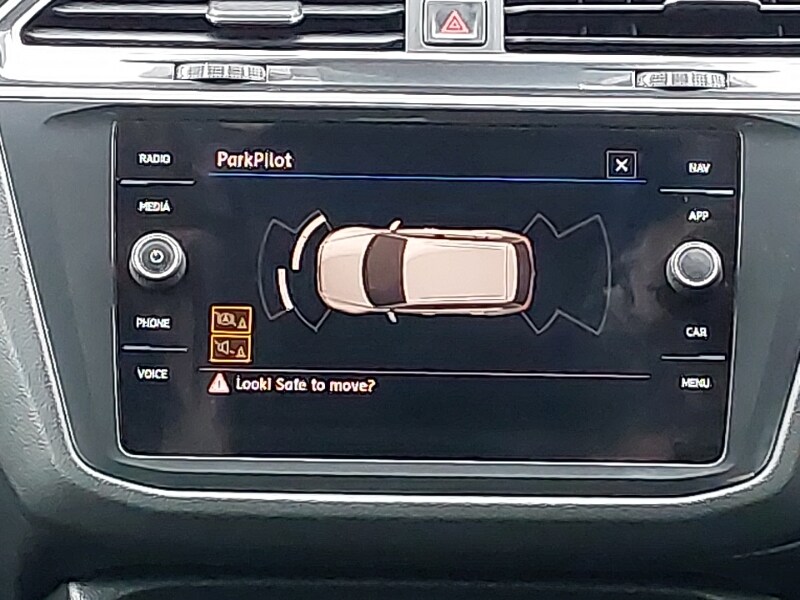 RADIO
ParkPilot
NAV
MEDIA
APP
PHONE
CAR
VOICE
Look! Safe to move?
MENU